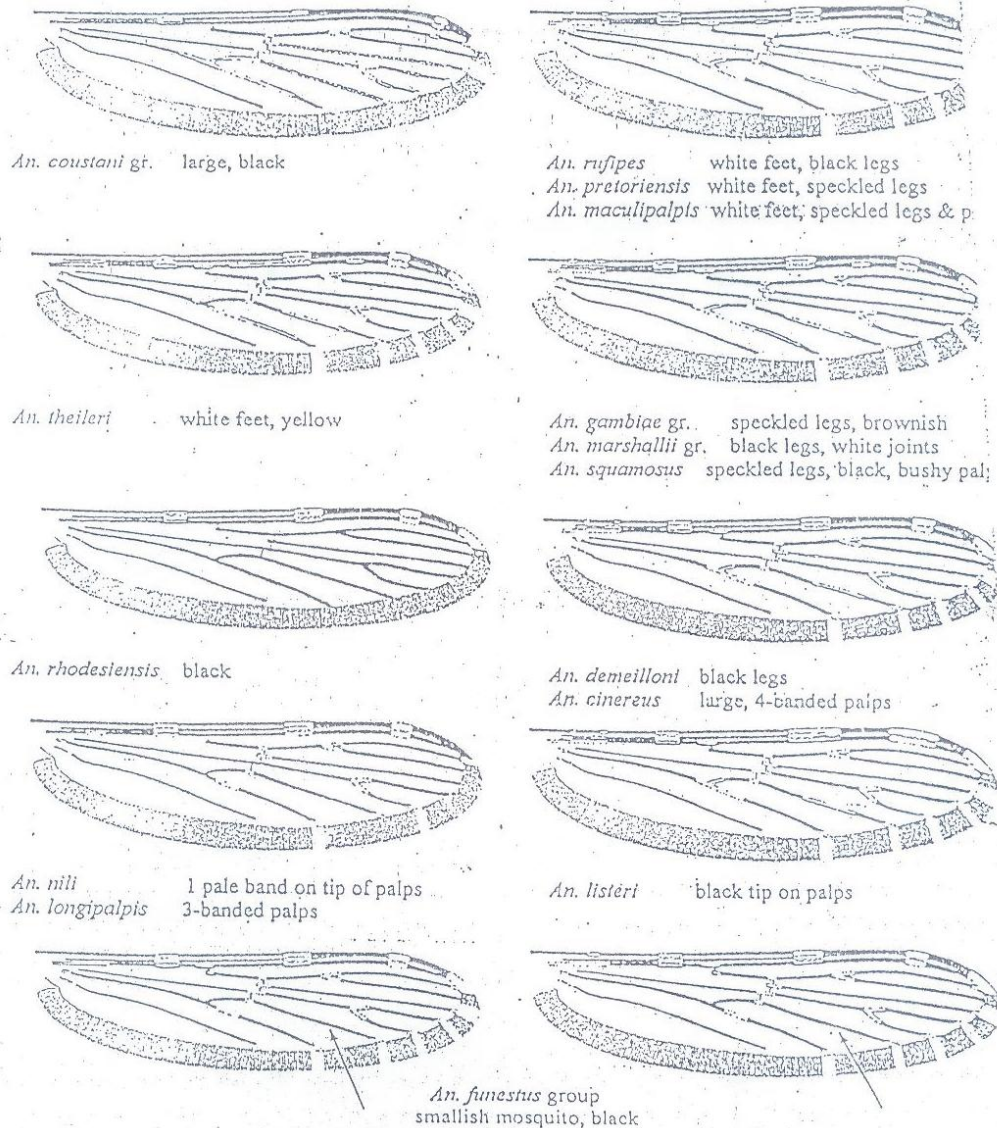 An. coustani gr. large, black
An. rufipes white feet, black legs
An. pretoriensis white feet, speckled legs
An. maculipalpis white feet, speckled legs & p
An. theileri white feet, yellow
An. gambiae gr. speckled legs, brownish
An. marshallii gr. black legs, white joints
An. squamosus speckled legs, black, bushy pal
An. rhodesiensis black
An. demeilloni black legs
An. cinereus large, 4-banded palps
An. nili 1 pale band on tip of palps
An. longipalpis 3-banded palps
An. listeri black tip on palps
An. funestus group
smallish mosquito, black